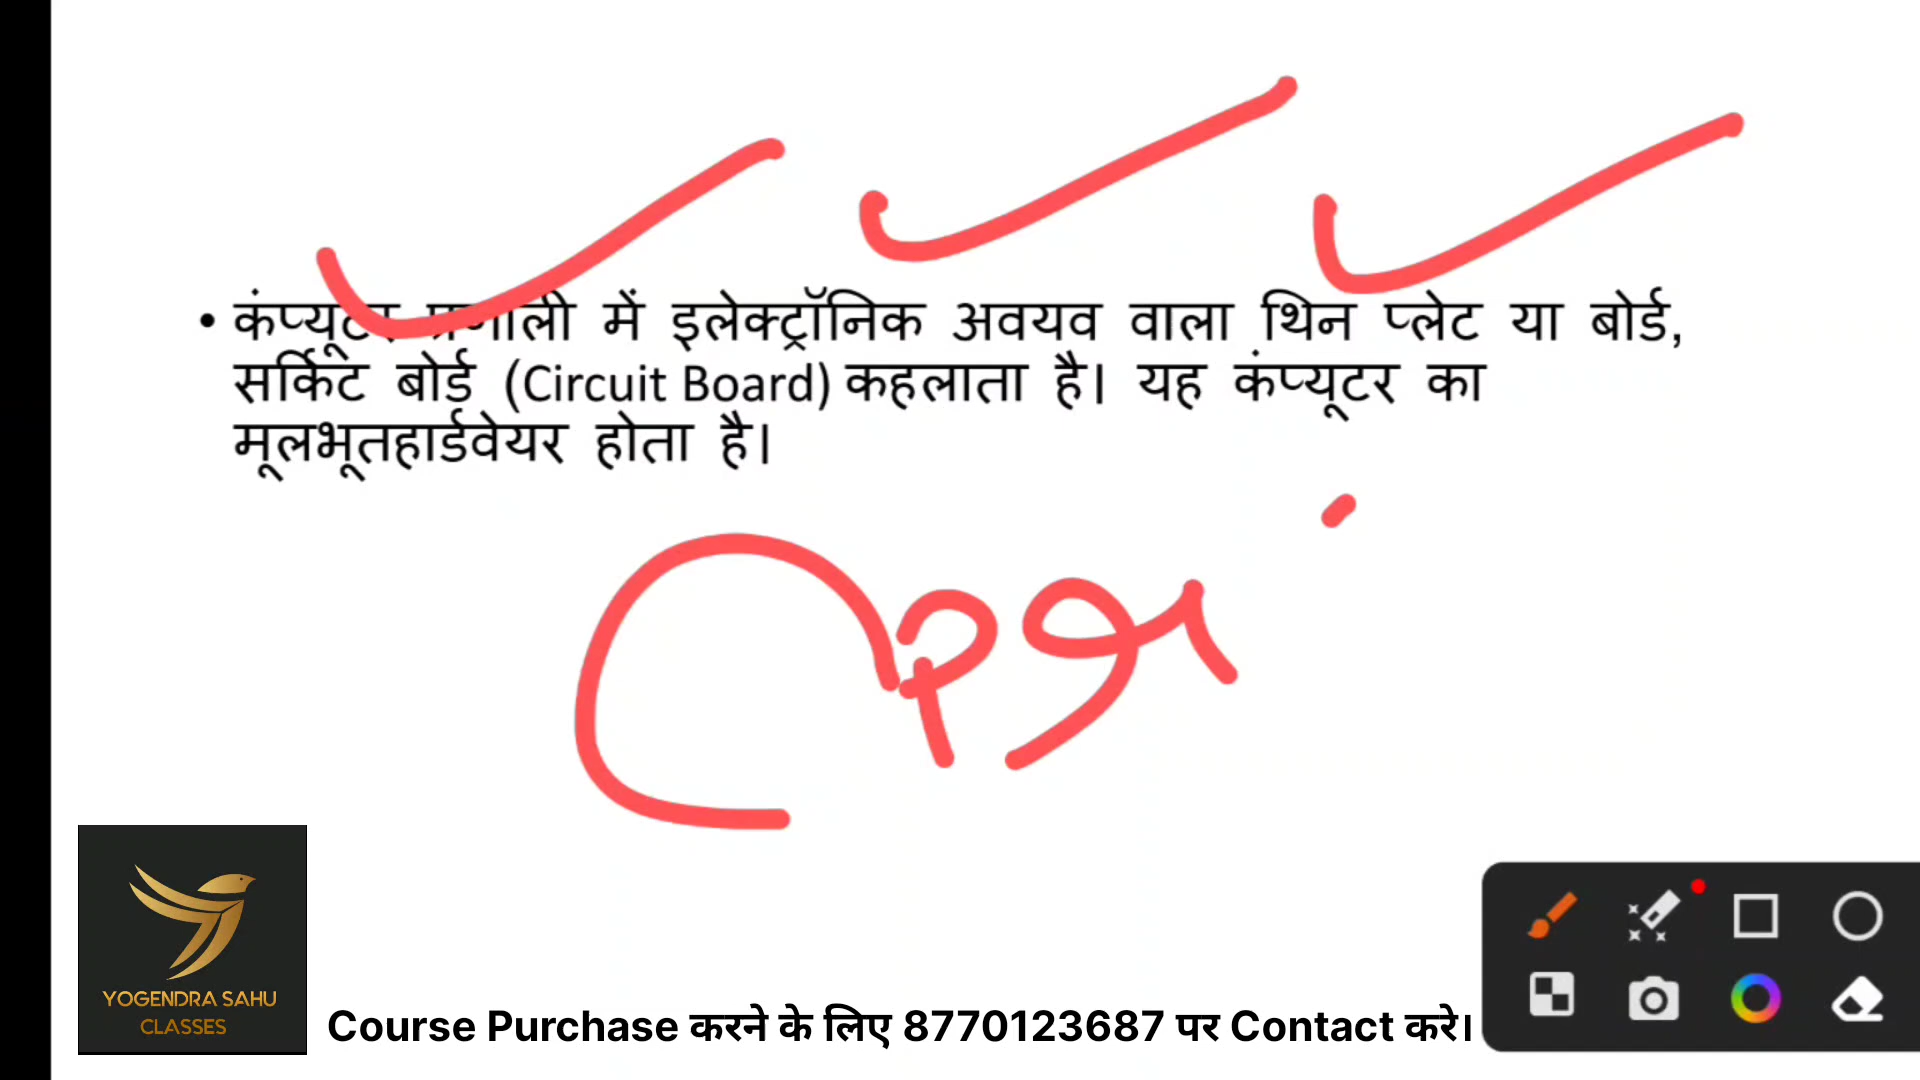 • कंप्यूटर प्रणाली में इलेक्ट्रॉनिक अवयव वाला थिन प्लेट या बोर्ड,
सर्किट बोर्ड (Circuit Board) कहलाता है। यह कंप्यूटर का
मूलभूतहार्डवेयर होता है।
YOGENDRA SAHU
CLASSES
Course Purchase करने के लिए 8770123687 पर Contact करे।